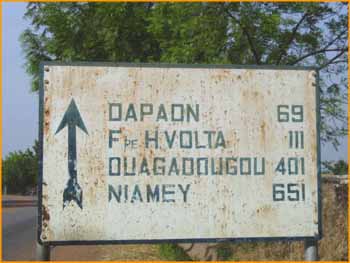 DAPAON 69
FRE H.VOLTA 111
OUAGADOUGOU 401
NIAMEY 651